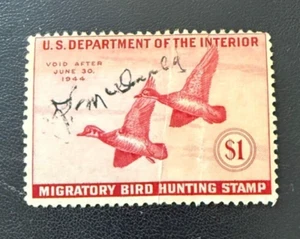 U.S. DEPARTMENT OF THE INTERIOR
VOID AFTER
JUNE 30,
1944
$1
MIGRATORY BIRD HUNTING STAMP